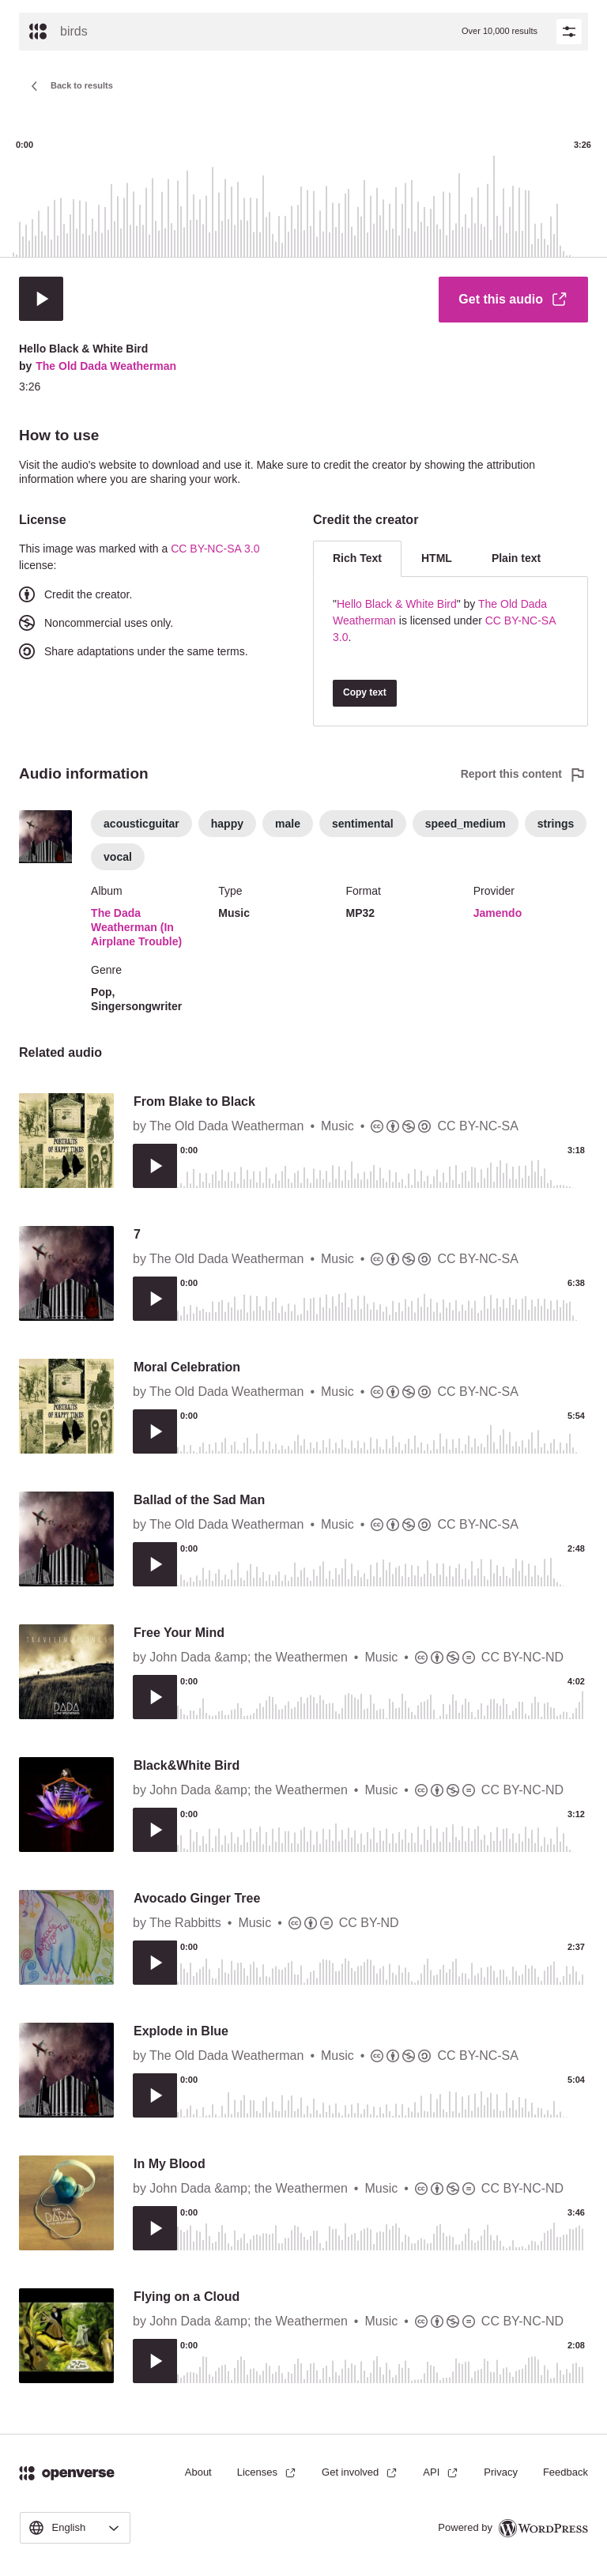 birds
Over 10,000 results
Back to results
0:00
3:26
Get this audio
Hello Black & White Bird
by The Old Dada Weatherman
3:26
How to use
Visit the audio's website to download and use it. Make sure to credit the creator by showing the attribution
information where you are sharing your work.
License
This image was marked with a CC BY-NC-SA 3.0
license:
Credit the creator.
Noncommercial uses only.
Share adaptations under the same terms.
Credit the creator
Rich Text
HTML
Plain text
"Hello Black & White Bird" by The Old Dada
Weatherman is licensed under CC BY-NC-SA
3.0.
Copy text
Audio information
Report this content
acousticguitar
happy
male
sentimental
speed_medium
strings
vocal
Album
The Dada
Weatherman (In
Airplane Trouble)
Type
Music
Format
MP32
Provider
Jamendo
Genre
Pop,
Singersongwriter
Related audio
PORTRAITS
OF HAPPY TIMES
From Blake to Black
by The Old Dada Weatherman • Music • CC BY-NC-SA
0:00
3:18
7
by The Old Dada Weatherman • Music • CC BY-NC-SA
0:00
6:38
PORTRAITS
OF HAPPY TIMES
Moral Celebration
by The Old Dada Weatherman • Music • CC BY-NC-SA
0:00
5:54
Ballad of the Sad Man
by The Old Dada Weatherman • Music • CC BY-NC-SA
0:00
2:48
DADA
Free Your Mind
by John Dada &amp; the Weathermen • Music • CC BY-NC-ND
0:00
4:02
Black&White Bird
by John Dada &amp; the Weathermen • Music • CC BY-NC-ND
0:00
3:12
Avocado Ginger Tree
by The Rabbitts • Music • CC BY-ND
0:00
2:37
Explode in Blue
by The Old Dada Weatherman • Music • CC BY-NC-SA
0:00
5:04
DADA
In My Blood
by John Dada &amp; the Weathermen • Music • CC BY-NC-ND
0:00
3:46
Flying on a Cloud
by John Dada &amp; the Weathermen • Music • CC BY-NC-ND
0:00
2:08
openverse
About
Licenses
Get involved
API
Privacy
Feedback
English
Powered by WORDPRESS